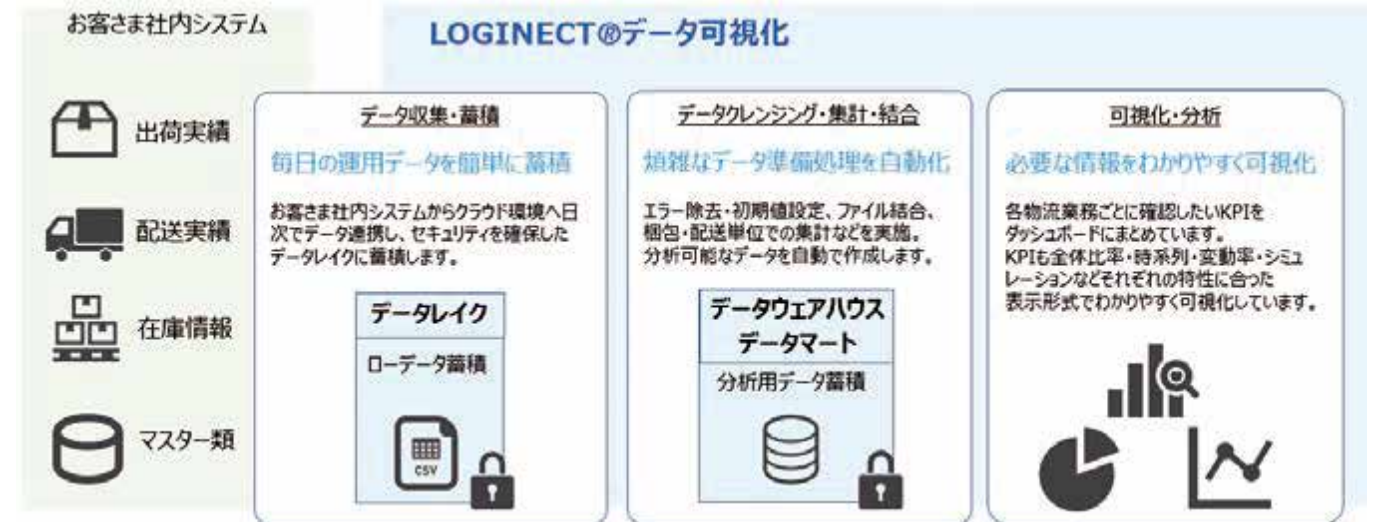 お客さま社内システム
LOGINECT®データ可視化
出荷実績
配送実績
在庫情報
マスター類
データ収集・蓄積
毎日の運用データを簡単に蓄積
お客さま社内システムからクラウド環境へ日
次でデータ連携し、セキュリティを確保した
データレイクに蓄積します。
データレイク
ローデータ蓄積
CSV
データクレンジング・集計・結合
煩雑なデータ準備処理を自動化
エラー除去・初期値設定、ファイル結合、
梱包・配送単位での集計などを実施。
分析可能なデータを自動で作成します。
データウェアハウス
データマート
分析用データ蓄積
可視化・分析
必要な情報をわかりやすく可視化
各物流業務ごとに確認したいKPIを
ダッシュボードにまとめています。
KPIも全体比率・時系列・変動率・シミュ
レーションなどそれぞれの特性に合った
表示形式でわかりやすく可視化しています。